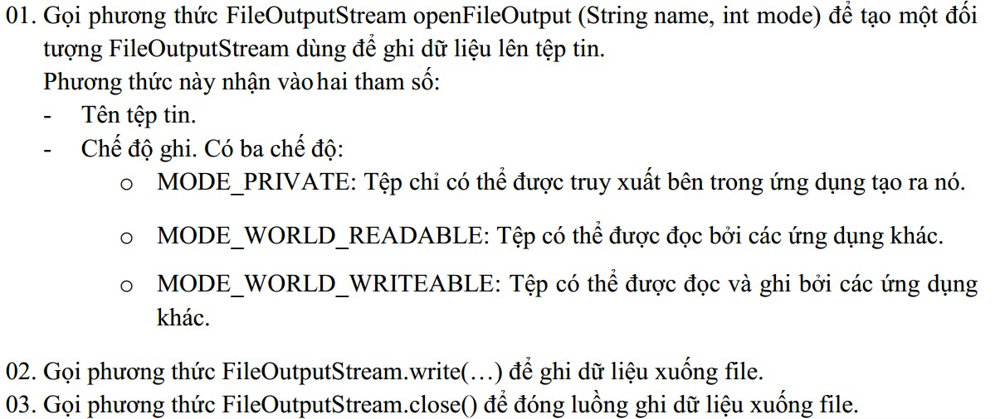 01. Gọi phương thức FileOutputStream openFileOutput (String name, int mode) để tạo một đối
tượng FileOutputStream dùng để ghi dữ liệu lên tệp tin.
Phương thức này nhận vào hai tham số:
- Tên tệp tin.
- Chế độ ghi. Có ba chế độ:
o MODE_PRIVATE: Tệp chỉ có thể được truy xuất bên trong ứng dụng tạo ra nó.
o MODE_WORLD_READABLE: Tệp có thể được đọc bởi các ứng dụng khác.
o MODE_WORLD_WRITEABLE: Tệp có thể được đọc và ghi bởi các ứng dụng
khác.
02. Gọi phương thức FileOutputStream.write(…) để ghi dữ liệu xuống file.
03. Gọi phương thức FileOutputStream.close() để đóng luồng ghi dữ liệu xuống file.